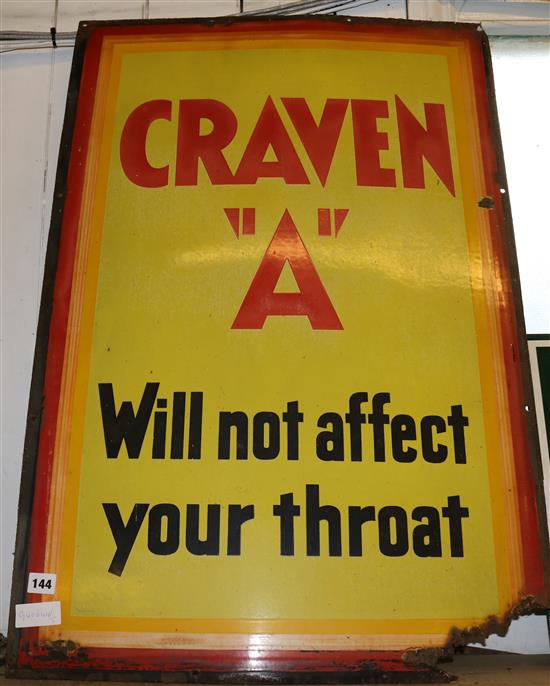 CRAVEN
"A"
Will not affect
your throat
144